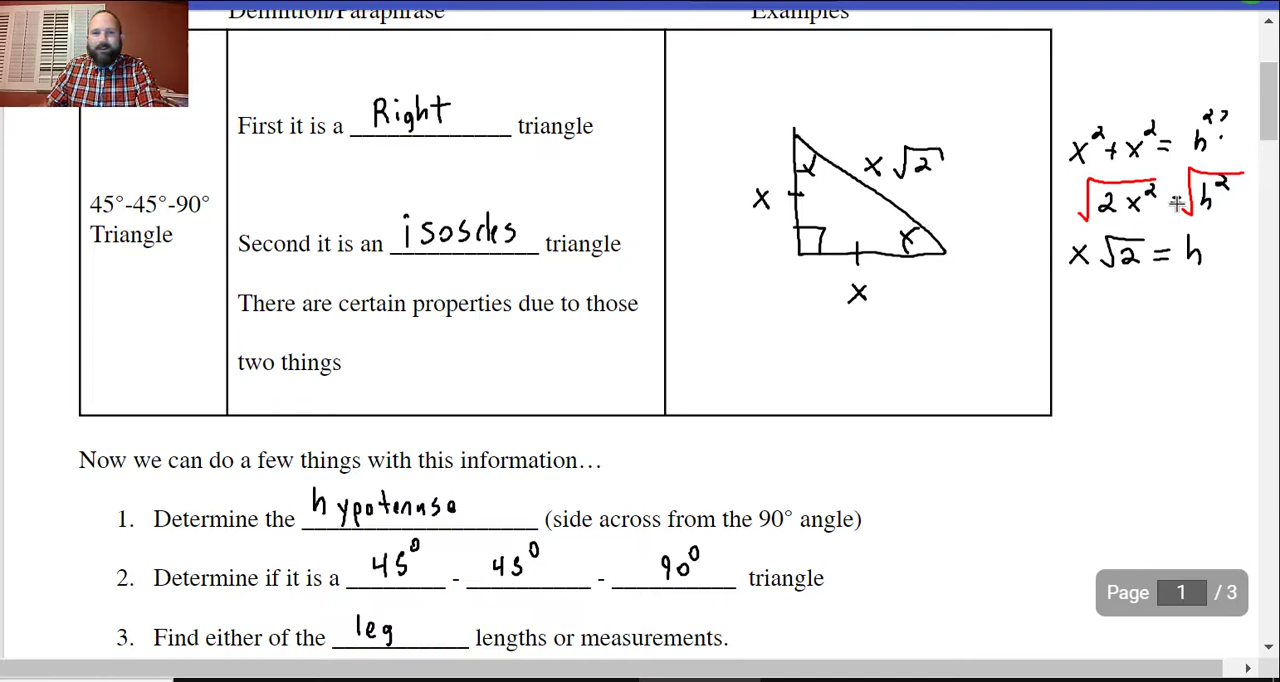 Definition/Paraphrase
Examples
45°-45°-90°
Triangle
First it is a Right triangle
Second it is an isosceles triangle
There are certain properties due to those
two things
x √2
x
x
x
x² + x² = h²?
√2x² = √h²
x √2 = h
Now we can do a few things with this information…
1. Determine the hypotenuse (side across from the 90° angle)
2. Determine if it is a 45° - 45° - 90° triangle
3. Find either of the leg lengths or measurements.
Page 1 / 3